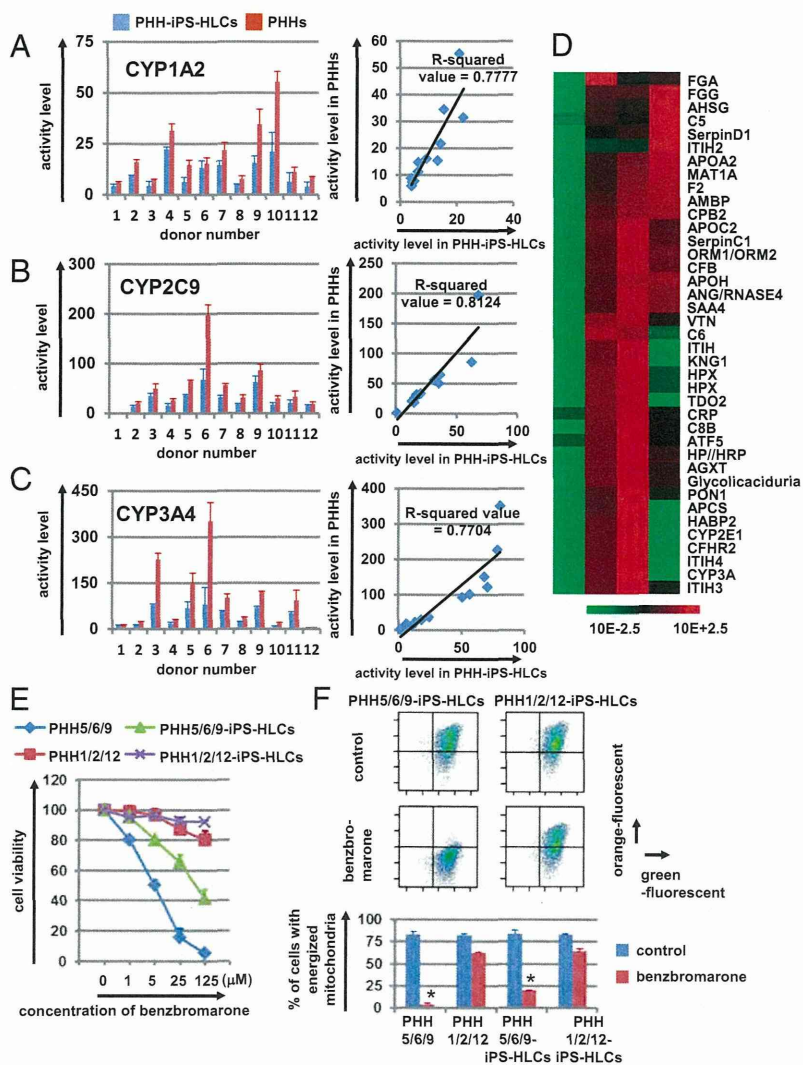 PHH-iPS-HLCs PHHs
A
CYP1A2
activity level
75
50
25
0
1 2 3 4 5 6 7 8 9 10 11 12
donor number
activity level in PHHs
60
50
40
30
20
10
0
R-squared
value = 0.7777
0 20 40
activity level in PHH-iPS-HLCs
B
CYP2C9
activity level
300
200
100
0
1 2 3 4 5 6 7 8 9 10 11 12
donor number
activity level in PHHs
250
200
150
100
50
0
R-squared
value = 0.8124
0 50 100
activity level in PHH-iPS-HLCs
C
CYP3A4
activity level
450
300
150
0
1 2 3 4 5 6 7 8 9 10 11 12
donor number
activity level in PHHs
400
300
200
100
0
R-squared value
= 0.7704
0 50 100
activity level in PHH-iPS-HLCs
D
FGA
FGG
AHSG
C5
SerpinD1
ITIH2
APOA2
MAT1A
F2
AMBP
CPB2
APOC2
SerpinC1
ORM1/ORM2
CFB
APOH
ANG/RNASE4
SAA4
VTN
C6
ITIH
KNG1
HPX
HPX
TDO2
CRP
C8B
ATF5
HP//HRP
AGXT
Glycolicaciduria
PON1
APCS
HABP2
CYP2E1
CFHR2
ITIH4
CYP3A
ITIH3
10E-2.5 10E+2.5
E
PHH5/6/9 PHH5/6/9-iPS-HLCs
PHH1/2/12 PHH1/2/12-iPS-HLCs
cell viability
120
100
80
60
40
20
0
0 1 5 25 125 (μM)
concentration of benzbromarone
F
PHH5/6/9-iPS-HLCs PHH1/2/12-iPS-HLCs
control
benzbro-
marone
orange-fluorescent
green
-fluorescent
% of cells with
energized
mitochondria
100
75
50
25
0
* *
control
benzbromarone
PHH PHH PHH PHH
5/6/9 1/2/12 5/6/9- 1/2/12-
iPS-HLCs iPS-HLCs